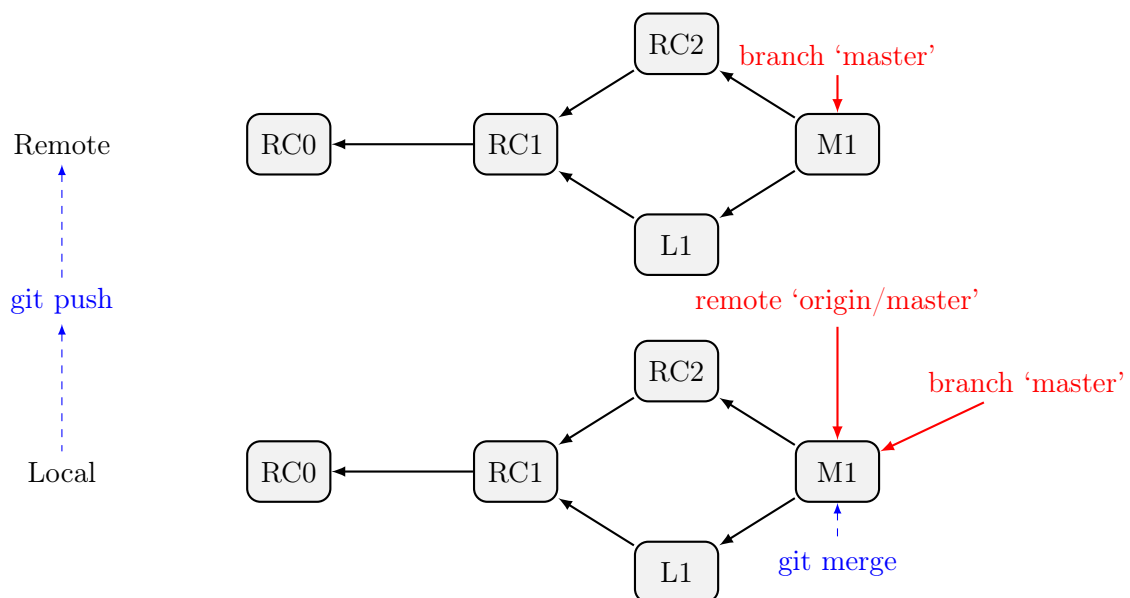 RC2
branch ‘master’
Remote
RC0
RC1
M1
L1
git push
remote ‘origin/master’
RC2
branch ‘master’
Local
RC0
RC1
M1
git merge
L1